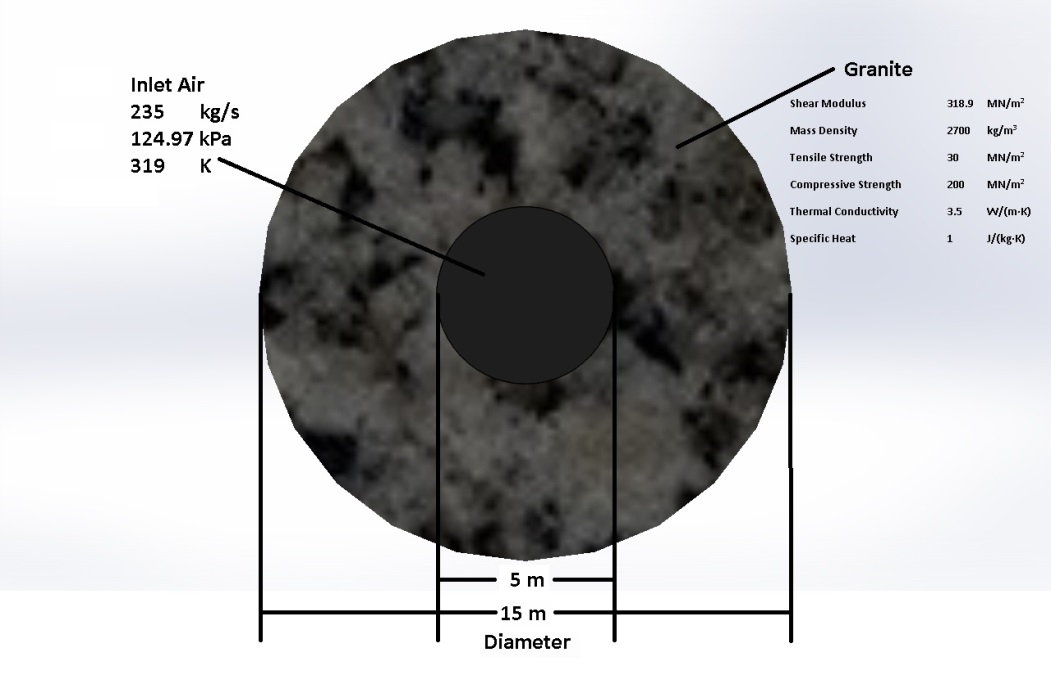 Inlet Air
235 kg/s
124.97 kPa
319 K
Granite
Shear Modulus 318.9 MN/m²
Mass Density 2700 kg/m³
Tensile Strength 30 MN/m²
Compressive Strength 200 MN/m²
Thermal Conductivity 3.5 W/(m·K)
Specific Heat 1 J/(kg·K)
5 m
15 m
Diameter